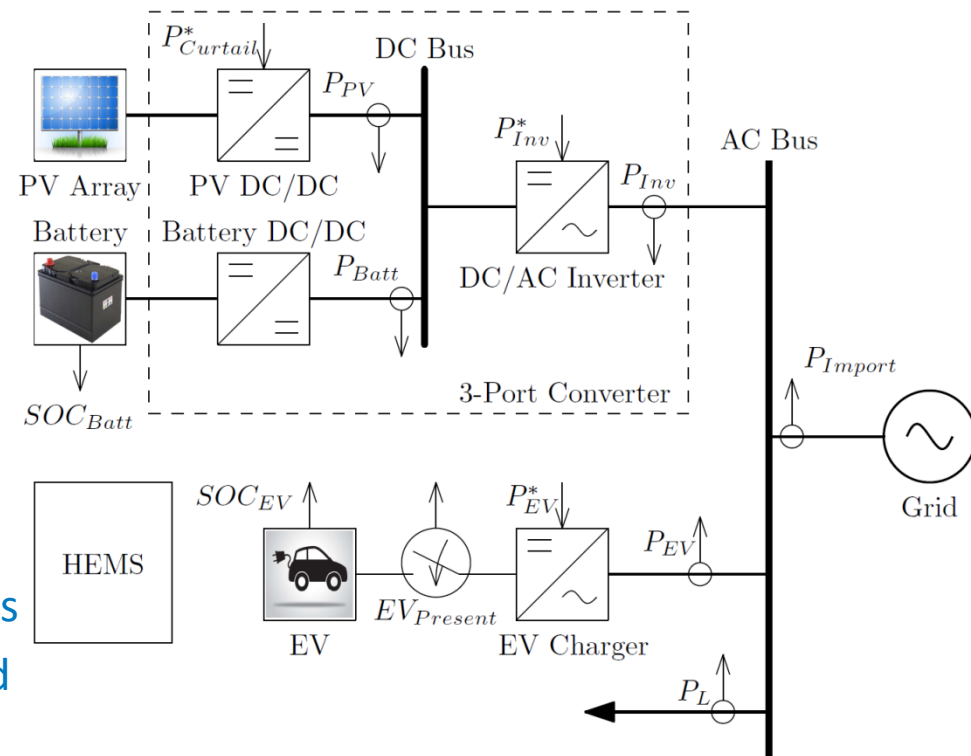 P*Curtail
DC Bus
PPV
P*Inv
AC Bus
PInv
PV Array
PV DC/DC
Battery
Battery DC/DC
PBatt
DC/AC Inverter
PImport
3-Port Converter
SOCBatt
SOCEV
P*EV
Grid
PEV
HEMS
s
EVPresent
EV
EV Charger
d
PL